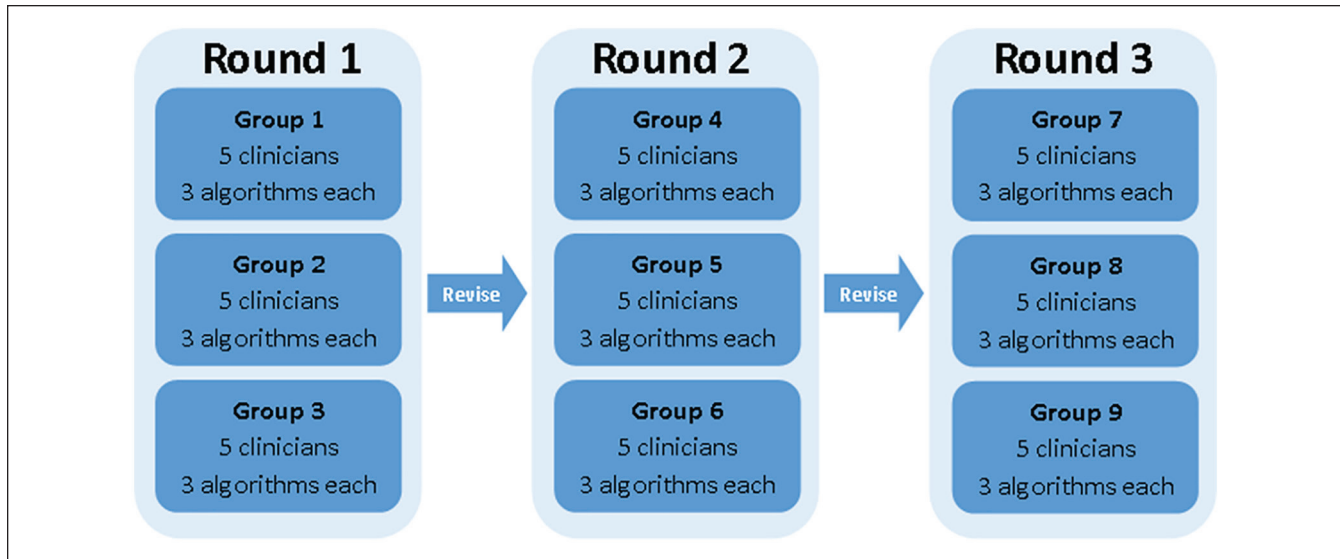 Round 1
Group 1
5 clinicians
3 algorithms each
Group 2
5 clinicians
3 algorithms each
Group 3
5 clinicians
3 algorithms each
Revise
Round 2
Group 4
5 clinicians
3 algorithms each
Group 5
5 clinicians
3 algorithms each
Group 6
5 clinicians
3 algorithms each
Revise
Round 3
Group 7
5 clinicians
3 algorithms each
Group 8
5 clinicians
3 algorithms each
Group 9
5 clinicians
3 algorithms each